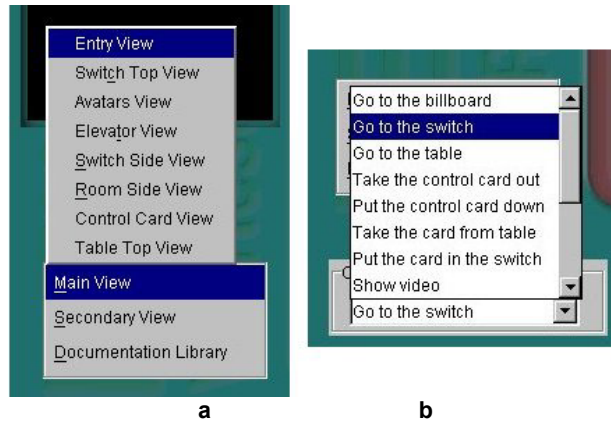 Entry View
Switch Top View
Avatars View
Elevator View
Switch Side View
Room Side View
Control Card View
Table Top View
Main View
Secondary View
Documentation Library
a
Go to the billboard
Go to the switch
Go to the table
Take the control card out
Put the control card down
Take the card from table
Put the card in the switch
Show video
Go to the switch
b